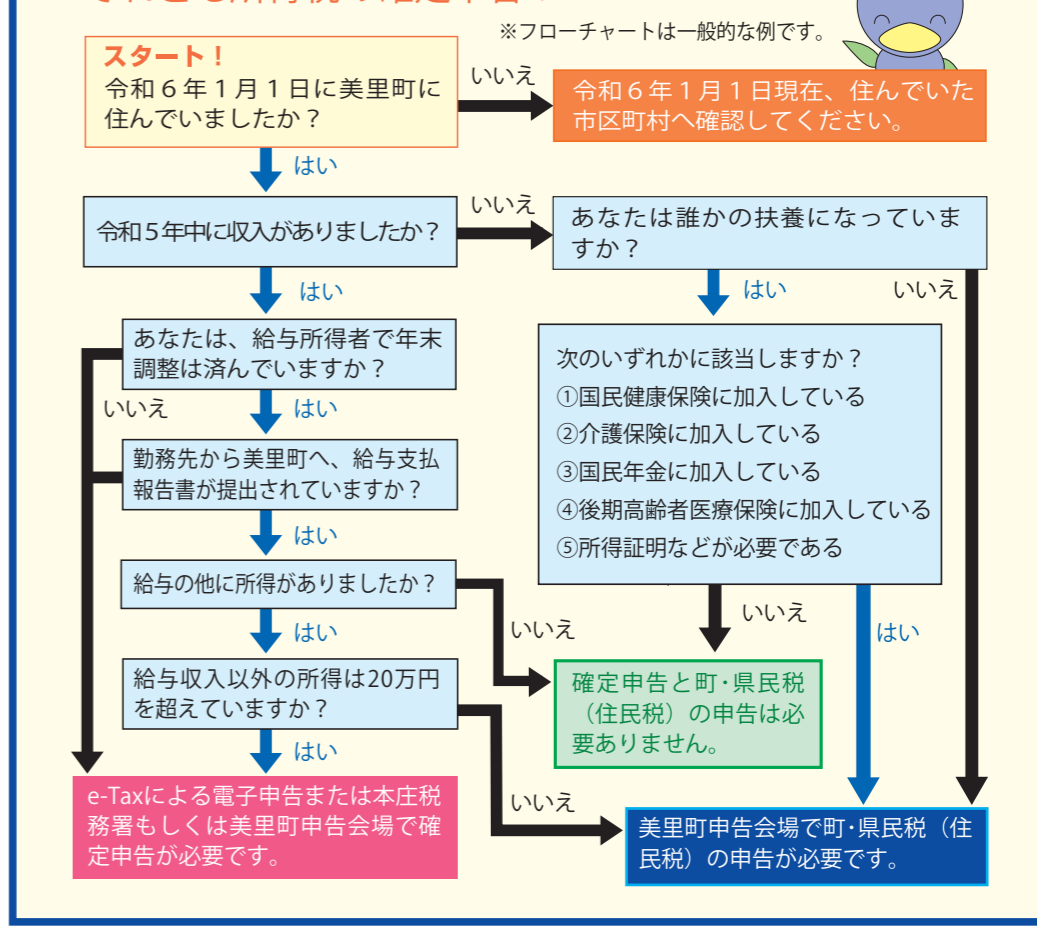 ※フローチャートは一般的な例です。
スタート！
令和６年１月１日に美里町に
住んでいましたか？
いいえ
令和６年１月１日現在、住んでいた
市区町村へ確認してください。
はい
令和５年中に収入がありましたか？
いいえ
あなたは誰かの扶養になっていま
すか？
はい
はい
いいえ
あなたは、給与所得者で年末
調整は済んでいますか？
次のいずれかに該当しますか？
①国民健康保険に加入している
②介護保険に加入している
③国民年金に加入している
④後期高齢者医療保険に加入している
⑤所得証明などが必要である
いいえ
はい
勤務先から美里町へ、給与支払
報告書が提出されていますか？
はい
給与の他に所得がありましたか？
いいえ
はい
いいえ
はい
給与収入以外の所得は20万円
を超えていますか？
確定申告と町・県民税
（住民税）の申告は必
要ありません。
はい
いいえ
e-Taxによる電子申告または本庄税
務署もしくは美里町申告会場で確
定申告が必要です。
美里町申告会場で町・県民税（住
民税）の申告が必要です。